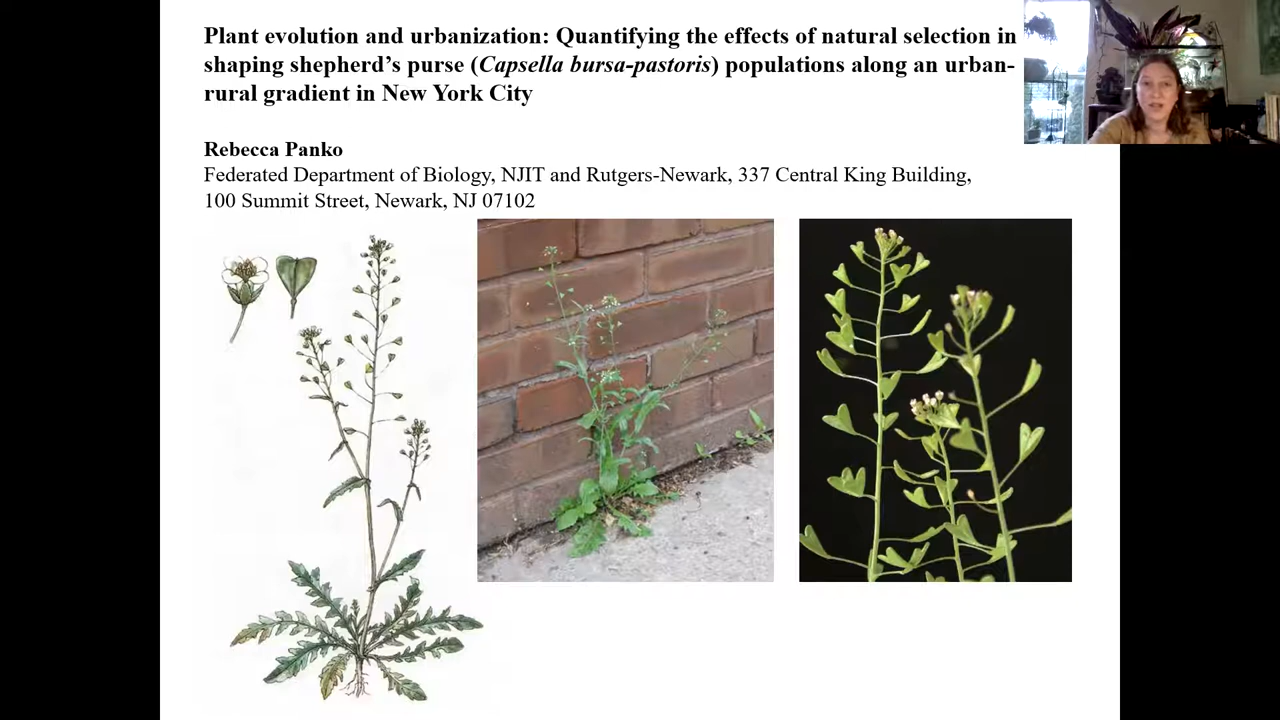 Plant evolution and urbanization: Quantifying the effects of natural selection in
shaping shepherd’s purse (Capsella bursa-pastoris) populations along an urban-
rural gradient in New York City
Rebecca Panko
Federated Department of Biology, NJIT and Rutgers-Newark, 337 Central King Building,
100 Summit Street, Newark, NJ 07102